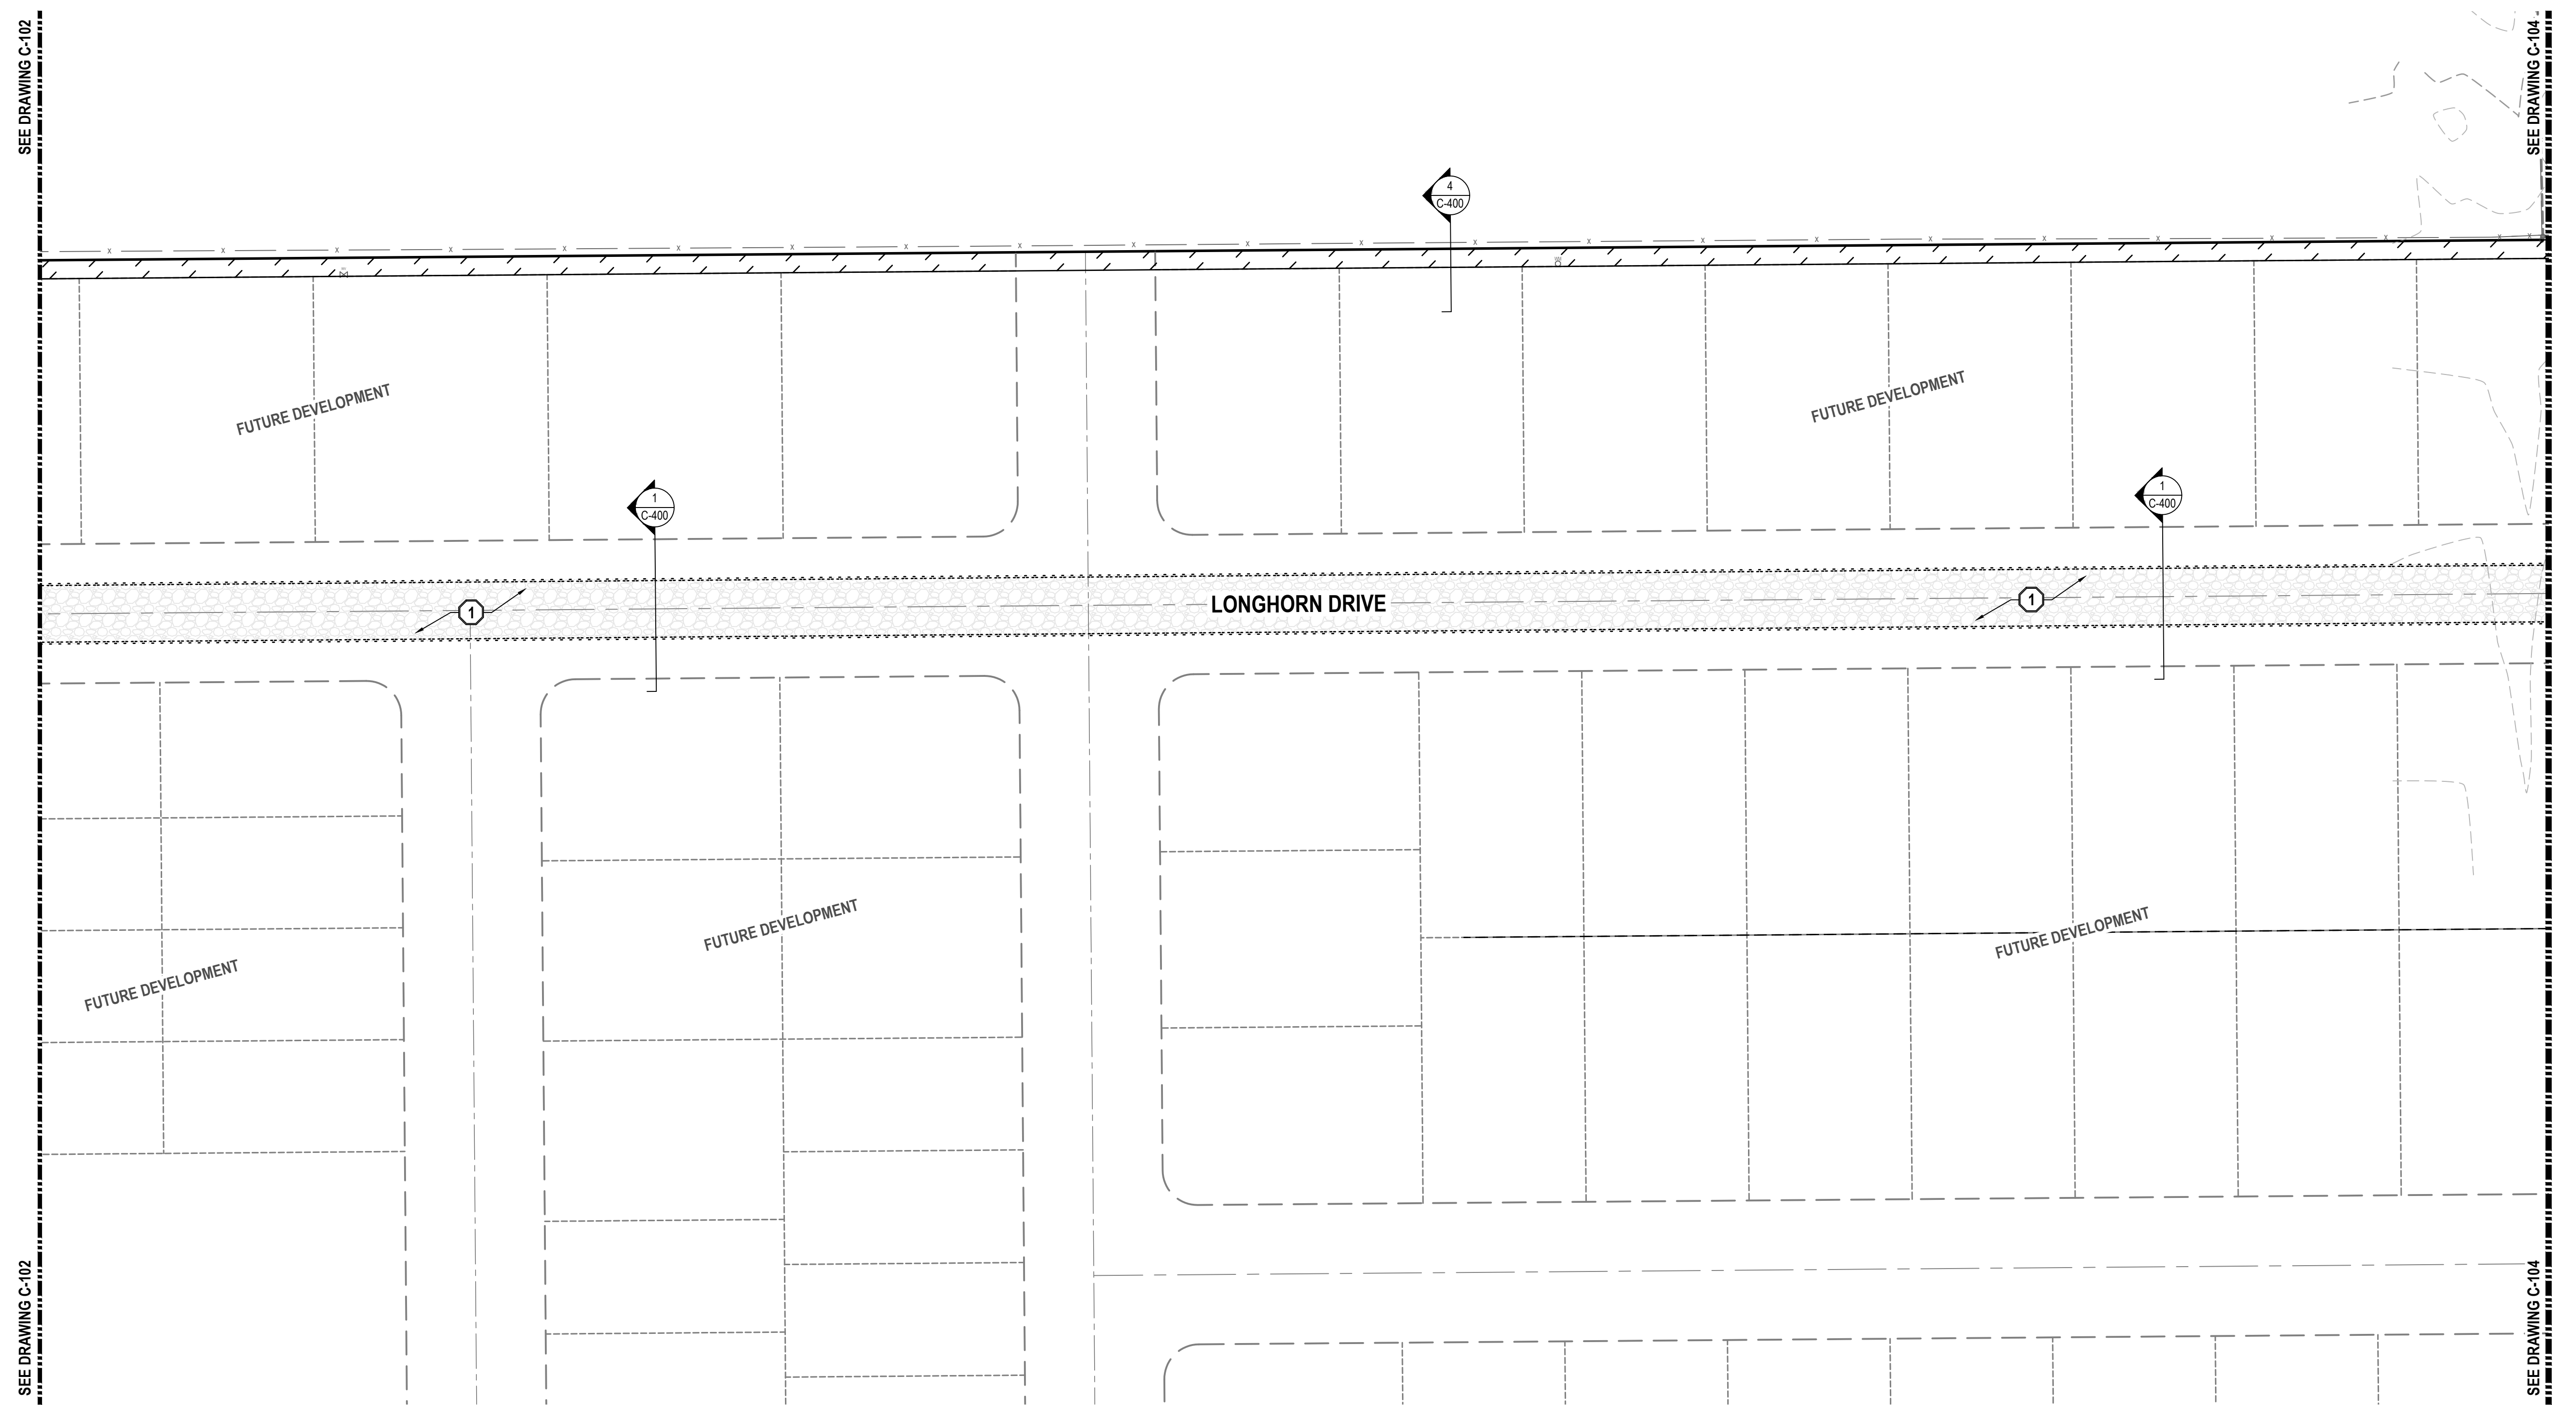 SEE DRAWING C-102
SEE DRAWING C-104
4
C-400
X X X X X X X X X X X X X X X X X X X X X X X
FUTURE DEVELOPMENT
FUTURE DEVELOPMENT
1
C-400
1
C-400
1
LONGHORN DRIVE
1
FUTURE DEVELOPMENT
FUTURE DEVELOPMENT
FUTURE DEVELOPMENT
SEE DRAWING C-102
SEE DRAWING C-104